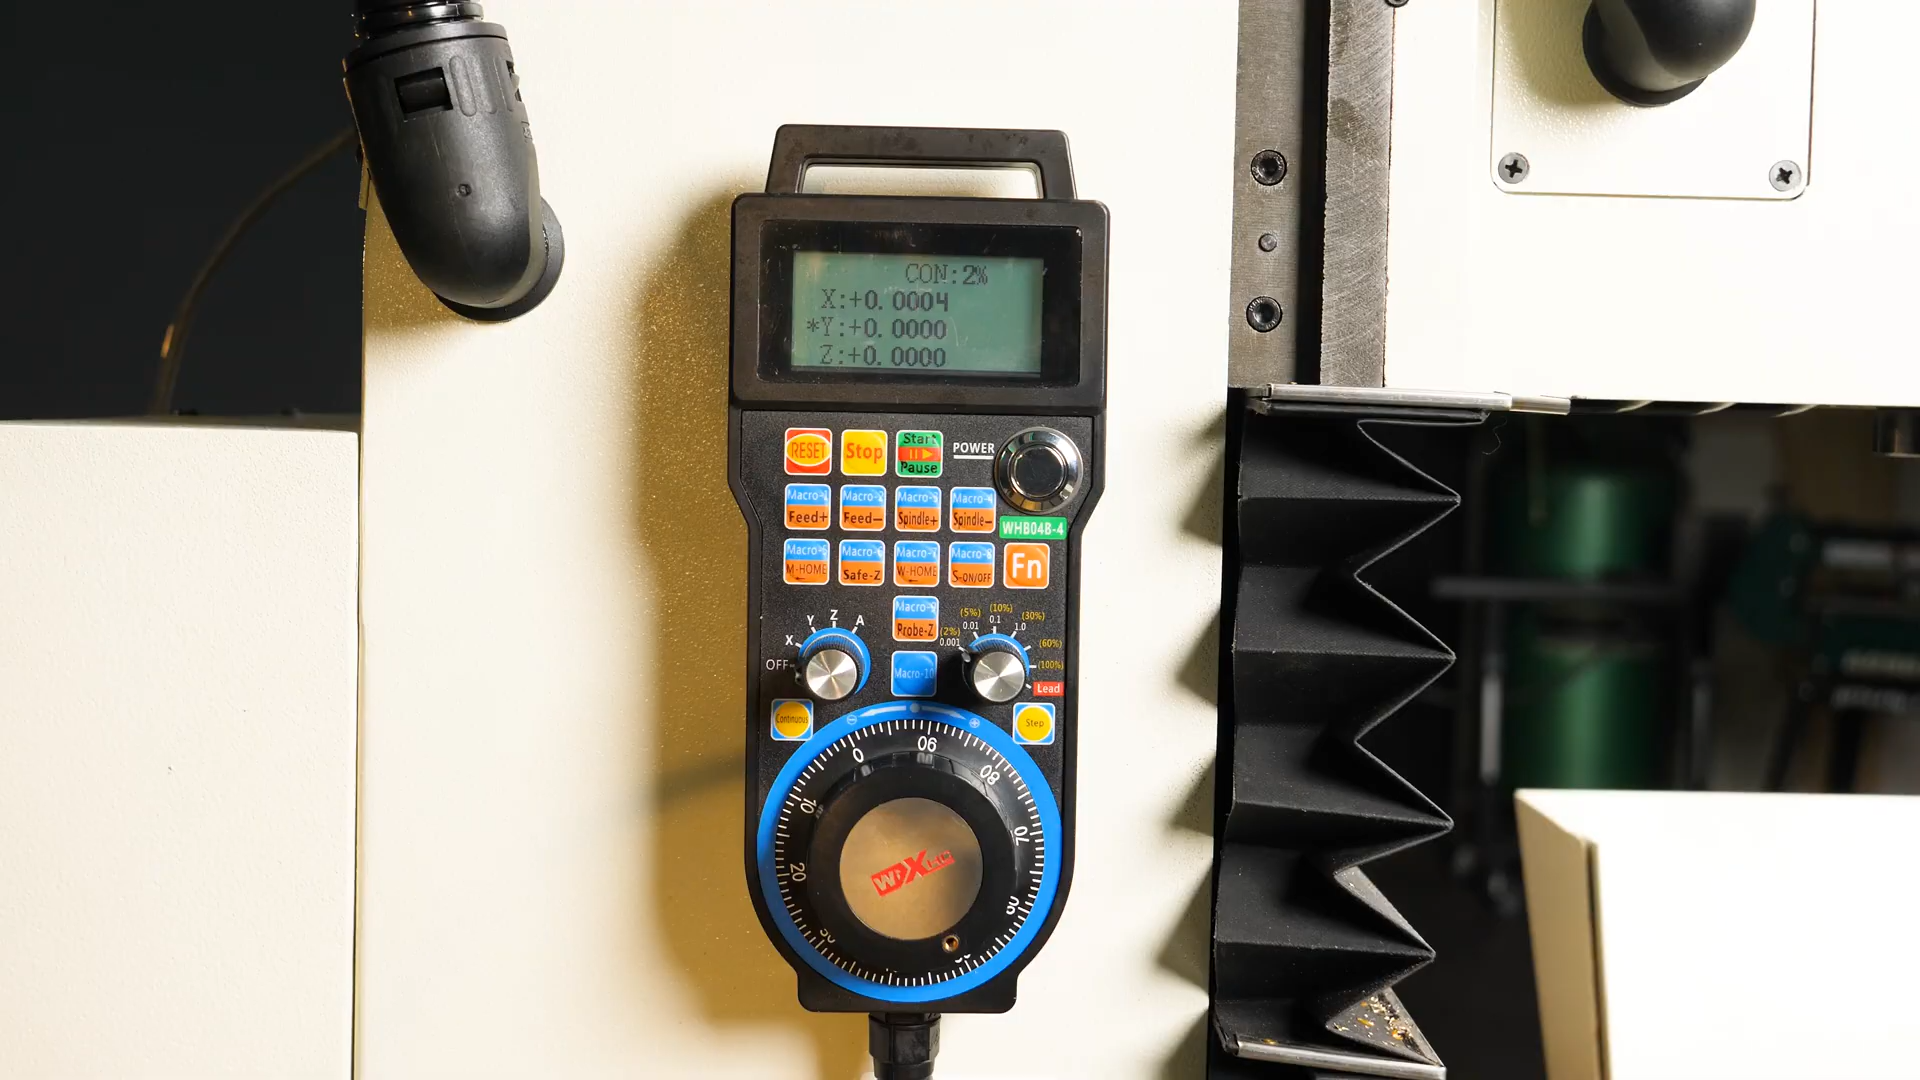 CON:2%
X:+0.0004
*Y:+0.0000
Z:+0.0000
RESET Stop Start Pause POWER
Macro-1 Macro-2 Macro-3 Macro-4
Feed+ Feed- Spindle+ Spindle-
WHB04B-4
Macro-5 Macro-6 Macro-7 Macro-8
M-HOME Safe-Z W-HOME S-ON/OFF Fn
Macro-9
Probe-Z
OFF X Y Z A
(2%) (5%) (10%) (30%) (60%) (100%)
0.001 0.01 0.1 1.0 Lead
Macro-10
Continuous Step
0 90 80 70 20 10
WiXHC